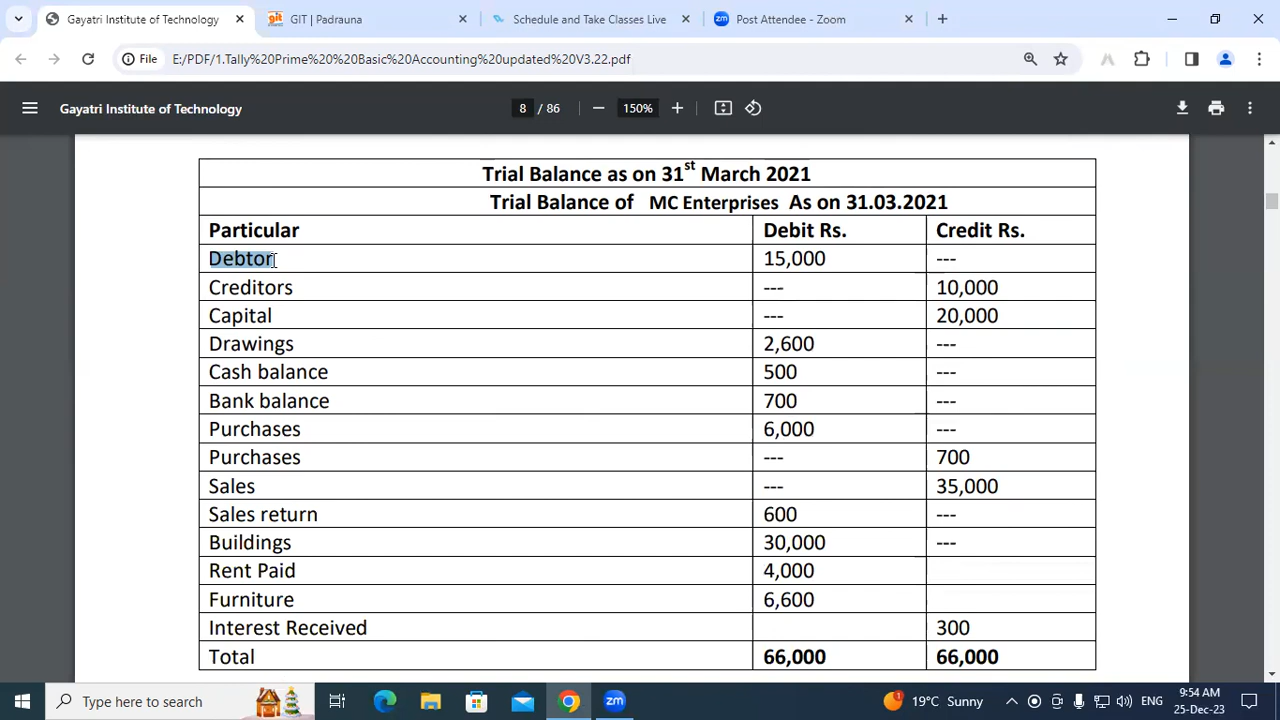 Gayatri Institute of Technology
GIT | Padrauna
Schedule and Take Classes Live
Post Attendee - Zoom
File
E:/PDF/1.Tally%20Prime%20%20Basic%20Accounting%20updated%20V3.22.pdf
Gayatri Institute of Technology
8 / 86
150%
Trial Balance as on 31st March 2021
Trial Balance of MC Enterprises As on 31.03.2021
Particular Debit Rs. Credit Rs.
Debtor 15,000 ---
Creditors --- 10,000
Capital --- 20,000
Drawings 2,600 ---
Cash balance 500 ---
Bank balance 700 ---
Purchases 6,000 ---
Purchases --- 700
Sales --- 35,000
Sales return 600 ---
Buildings 30,000 ---
Rent Paid 4,000
Furniture 6,600
Interest Received 300
Total 66,000 66,000
Type here to search
1
19°C Sunny
ENG
9:54 AM
25-Dec-23
git
zm
zm
zm